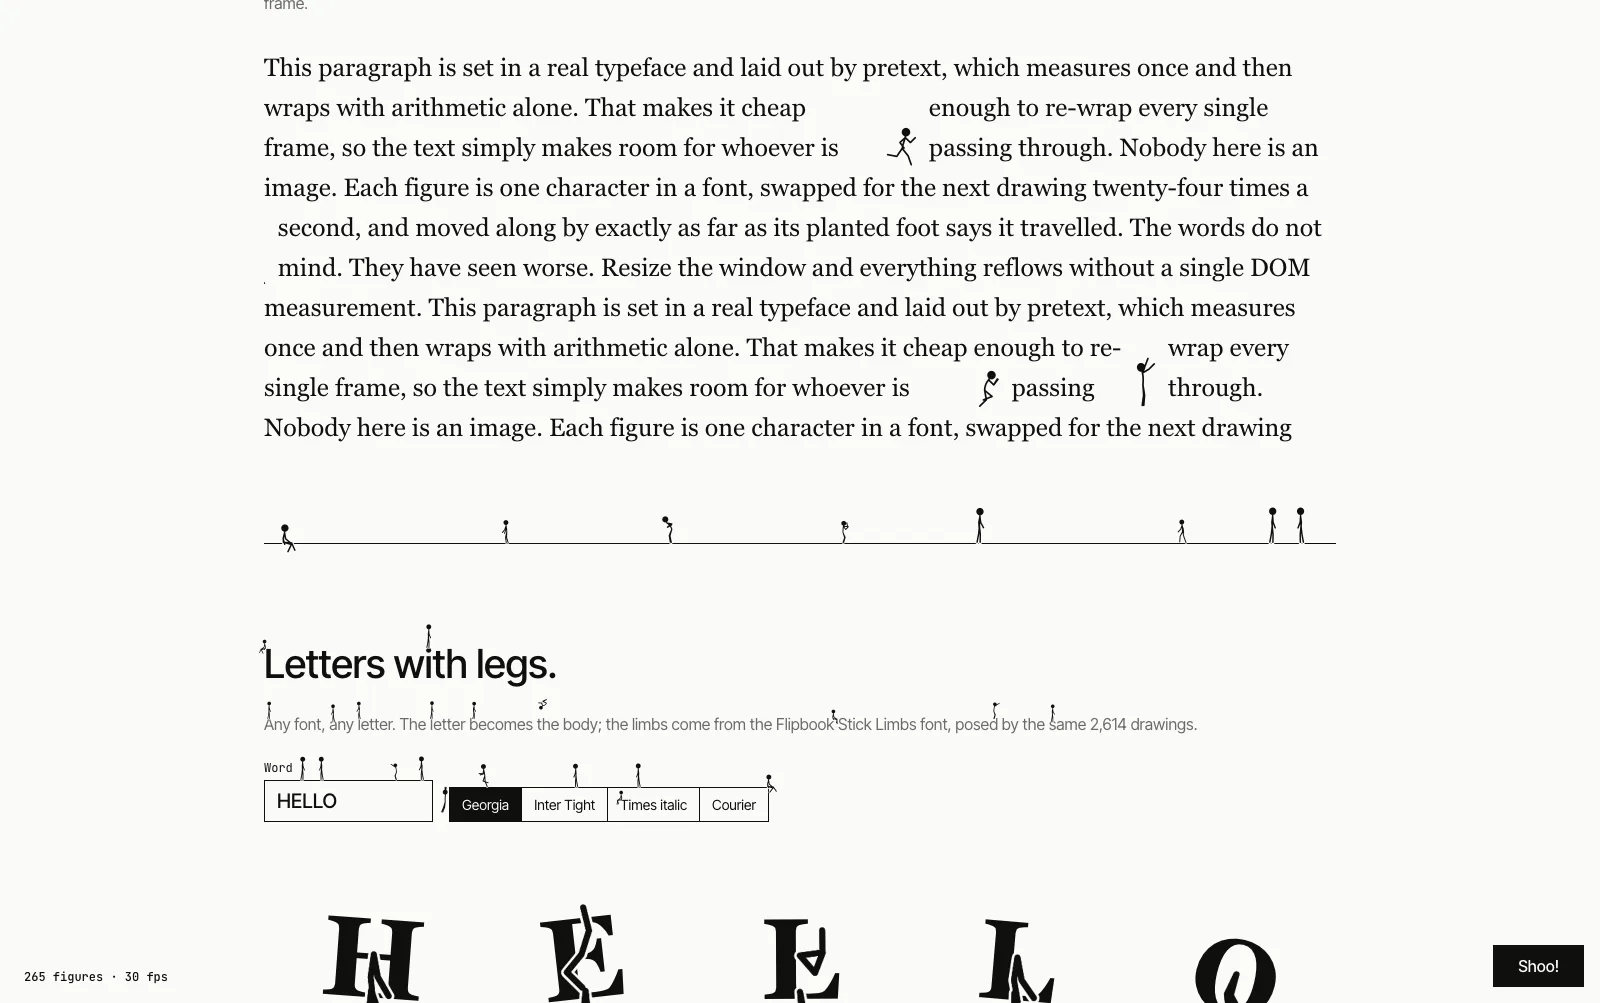 frame.
This paragraph is set in a real typeface and laid out by pretext, which measures once and then
wraps with arithmetic alone. That makes it cheap enough to re-wrap every single
frame, so the text simply makes room for whoever is passing through. Nobody here is an
image. Each figure is one character in a font, swapped for the next drawing twenty-four times a
second, and moved along by exactly as far as its planted foot says it travelled. The words do not
mind. They have seen worse. Resize the window and everything reflows without a single DOM
measurement. This paragraph is set in a real typeface and laid out by pretext, which measures
once and then wraps with arithmetic alone. That makes it cheap enough to re- wrap every
single frame, so the text simply makes room for whoever is passing through.
Nobody here is an image. Each figure is one character in a font, swapped for the next drawing
Letters with legs.
Any font, any letter. The letter becomes the body; the limbs come from the Flipbook Stick Limbs font, posed by the same 2,614 drawings.
Word
HELLO
Georgia Inter Tight Times italic Courier
H E L L O
265 figures · 30 fps
Shoo!